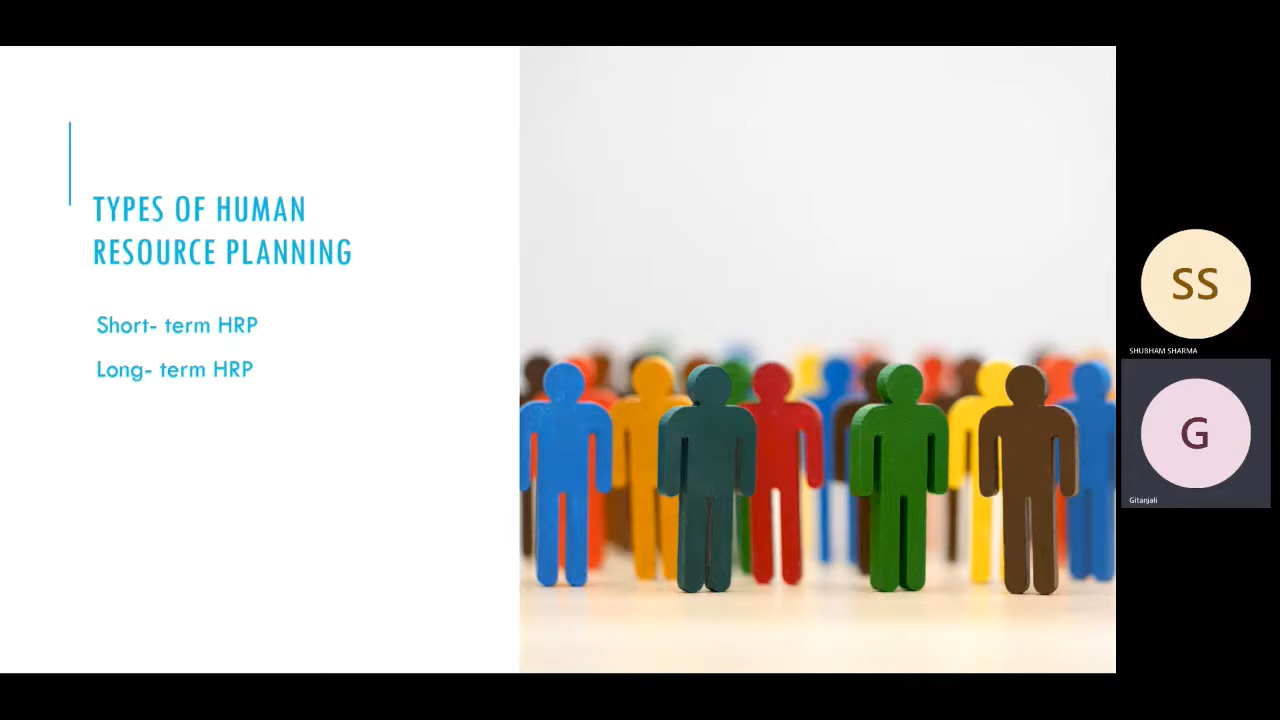 TYPES OF HUMAN
RESOURCE PLANNING
Short- term HRP
Long- term HRP
SS
SHUBHAM SHARMA
G
Gitanjali